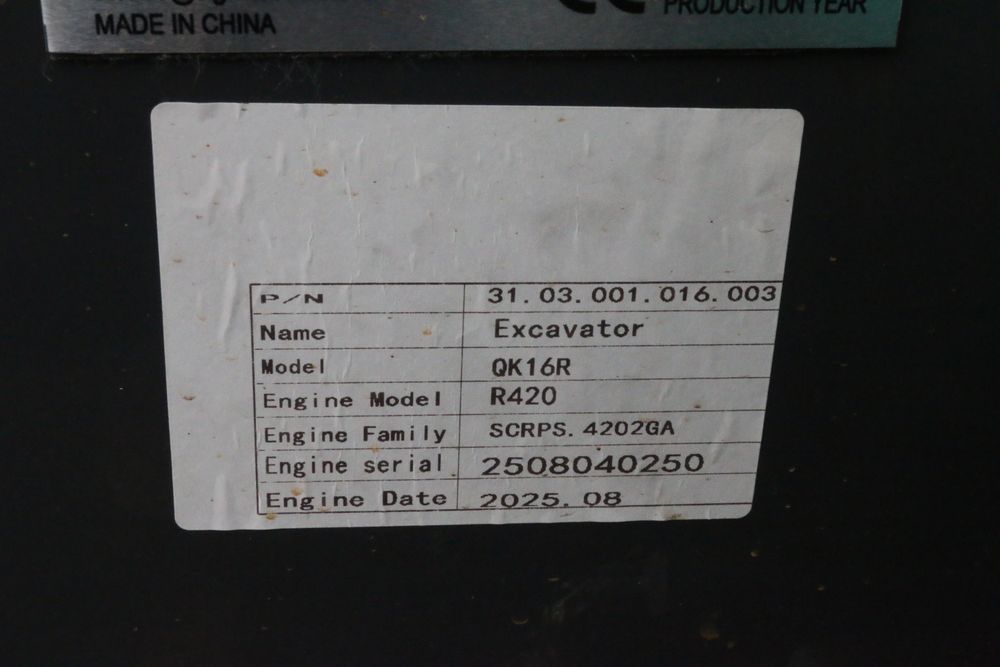 MADE IN CHINA
PRODUCTION YEAR
P/N 31.03.001.016.003
Name Excavator
Model QK16R
Engine Model R420
Engine Family SCRPS.4202GA
Engine serial 2508040250
Engine Date 2025.08